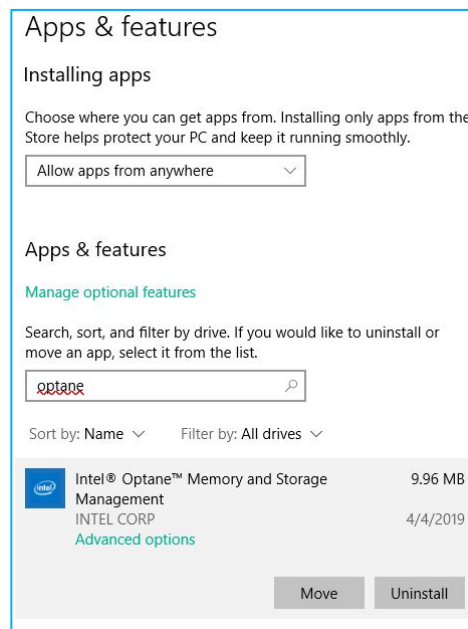 Apps & features
Installing apps
Choose where you can get apps from. Installing only apps from the
Store helps protect your PC and keep it running smoothly.
Allow apps from anywhere
Apps & features
Manage optional features
Search, sort, and filter by drive. If you would like to uninstall or
move an app, select it from the list.
optane
Sort by: Name Filter by: All drives
intel Intel® Optane™ Memory and Storage 9.96 MB
Management
INTEL CORP 4/4/2019
Advanced options
Move Uninstall